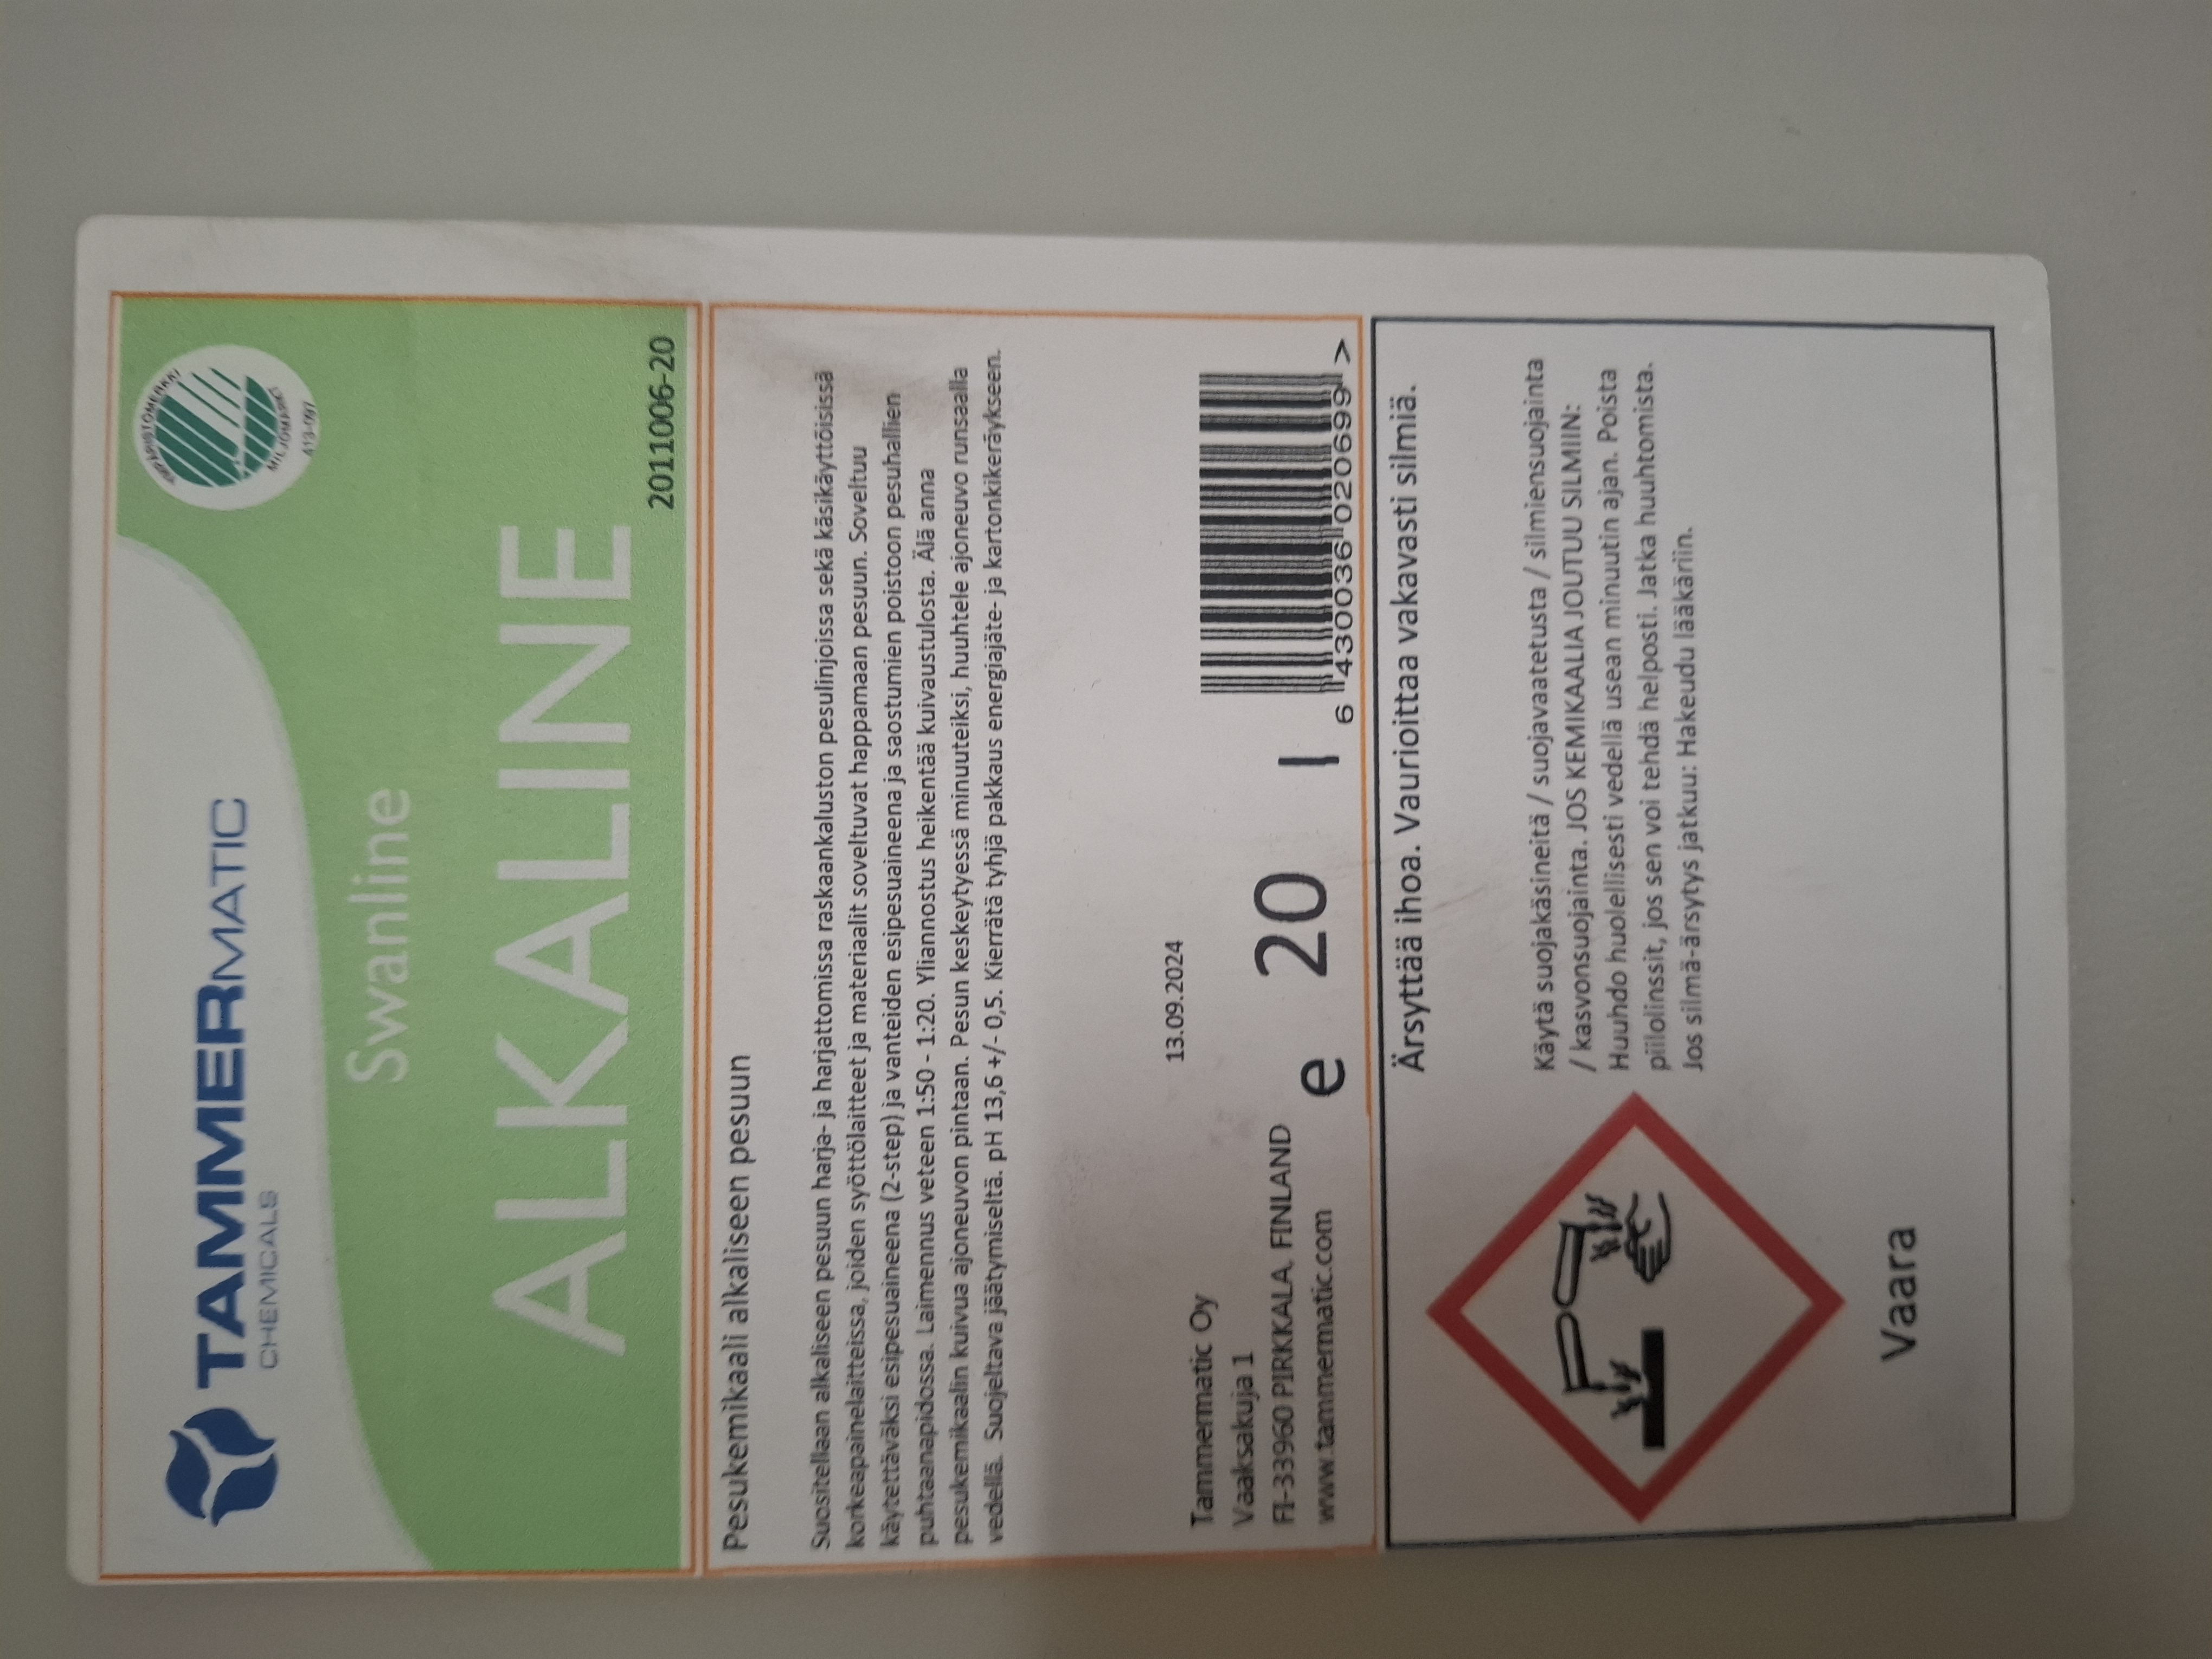 TAMMERMATIC
CHEMICALS
YMPÄRISTÖMERKKI
MILJÖMÄRKT
A13-097
Swanline
ALKALINE
2011006-20
Pesukemikaali alkaliseen pesuun
Suositellaan alkaliseen pesuun harja- ja harjattomissa raskaankaluston pesulinjoissa sekä käsikäyttöisissä
korkeapainelaitteissa, joiden syöttölaitteet ja materiaalit soveltuvat happamaan pesuun. Soveltuu
käytettäväksi esipesuaineena (2-step) ja vanteiden esipesuaineena ja saostumien poistoon pesuhallien
puhtaanapidossa. Laimennus veteen 1:50 - 1:20. Yliannostus heikentää kuivaustulosta. Älä anna
pesukemikaalin kuivua ajoneuvon pintaan. Pesun keskeytyessä minuuteiksi, huuhtele ajoneuvo runsaalla
vedellä. Suojeltava jäätymiseltä. pH 13,6 +/- 0,5. Kierrätä tyhjä pakkaus energiajäte- ja kartonkikeräykseen.
13.09.2024
Tammermatic Oy
Vaaksakuja 1
FI-33960 PIRKKALA, FINLAND
www.tammermatic.com
e 20 l
6 430036 020699 >
Ärsyttää ihoa. Vaurioittaa vakavasti silmiä.
Käytä suojakäsineitä / suojavaatetusta / silmiensuojainta
/ kasvonsuojainta. JOS KEMIKAALIA JOUTUU SILMIIN:
Huuhdo huolellisesti vedellä usean minuutin ajan. Poista
piilolinssit, jos sen voi tehdä helposti. Jatka huuhtomista.
Jos silmä-ärsytys jatkuu: Hakeudu lääkäriin.
Vaara